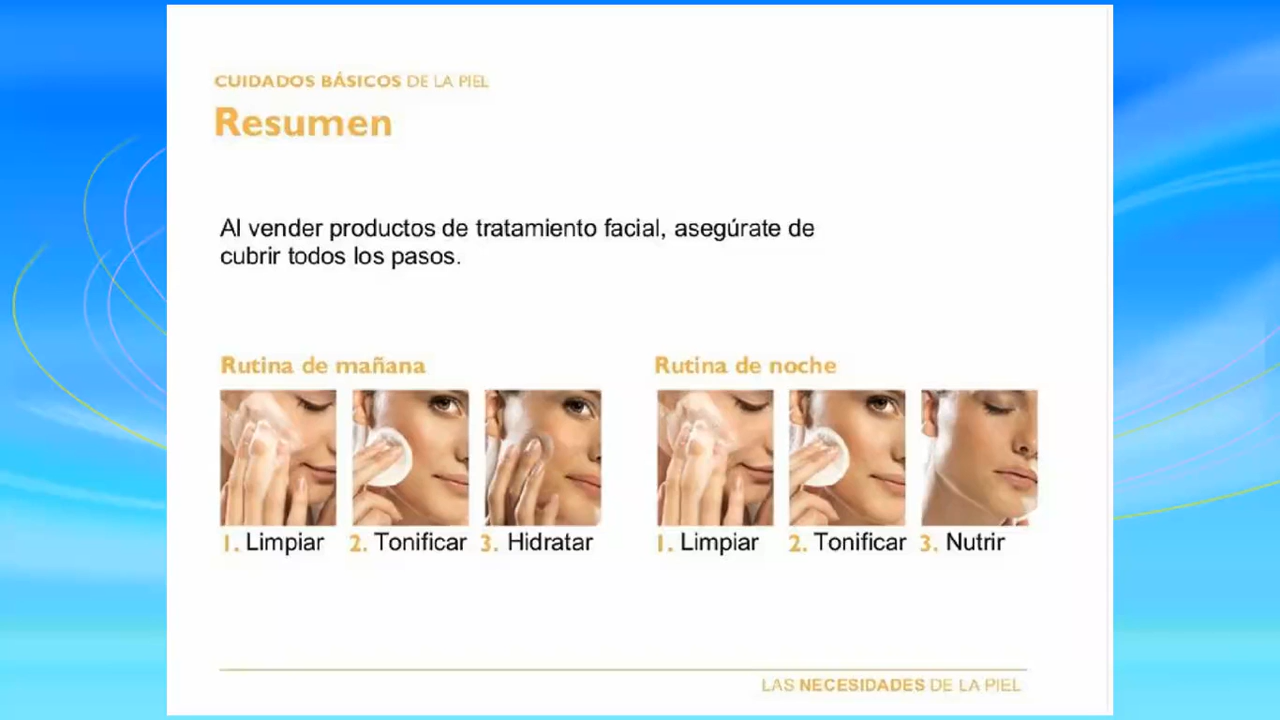 CUIDADOS BÁSICOS DE LA PIEL
Resumen
Al vender productos de tratamiento facial, asegúrate de
cubrir todos los pasos.
Rutina de mañana
1. Limpiar 2. Tonificar 3. Hidratar
Rutina de noche
1. Limpiar 2. Tonificar 3. Nutrir
LAS NECESIDADES DE LA PIEL